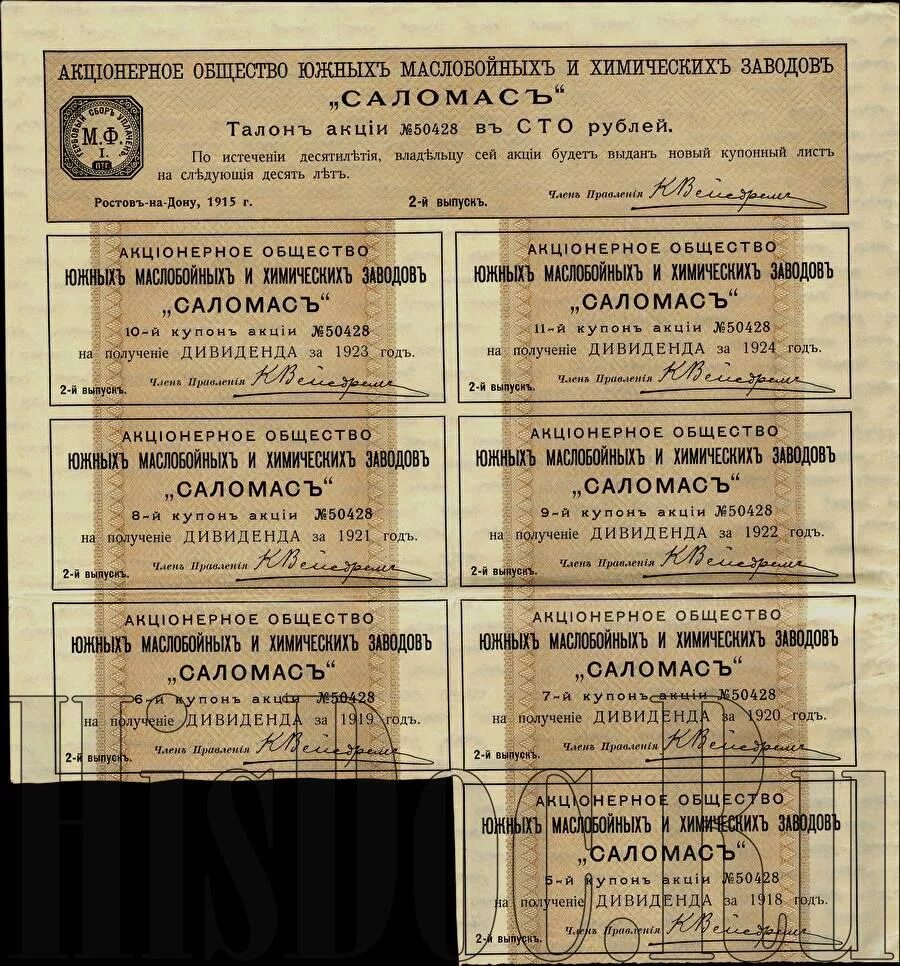 АКЦІОНЕРНОЕ ОБЩЕСТВО ЮЖНЫХЪ МАСЛОБОЙНЫХЪ И ХИМИЧЕСКИХЪ ЗАВОДОВЪ
„САЛОМАСЪ“
ГЕРБОВЫЙ СБОРЪ УПЛАЧЕНЪ.
М.Ф.
I.
Талонъ акціи №50428 въ СТО рублей.
По истеченіи десятилѣтія, владѣльцу сей акціи будетъ выданъ новый купонный листъ
на слѣдующія десять лѣтъ.
Ростовъ-на-Дону, 1915 г. 2-й выпускъ. Членъ Правленія
АКЦІОНЕРНОЕ ОБЩЕСТВО
ЮЖНЫХЪ МАСЛОБОЙНЫХЪ И ХИМИЧЕСКИХЪ ЗАВОДОВЪ
„САЛОМАСЪ“
10-й купонъ акціи №50428
на полученіе ДИВИДЕНДА за 1923 годъ.
2-й выпускъ. Членъ Правленія
АКЦІОНЕРНОЕ ОБЩЕСТВО
ЮЖНЫХЪ МАСЛОБОЙНЫХЪ И ХИМИЧЕСКИХЪ ЗАВОДОВЪ
„САЛОМАСЪ“
11-й купонъ акціи №50428
на полученіе ДИВИДЕНДА за 1924 годъ.
2-й выпускъ. Членъ Правленія
АКЦІОНЕРНОЕ ОБЩЕСТВО
ЮЖНЫХЪ МАСЛОБОЙНЫХЪ И ХИМИЧЕСКИХЪ ЗАВОДОВЪ
„САЛОМАСЪ“
8-й купонъ акціи №50428
на полученіе ДИВИДЕНДА за 1921 годъ.
2-й выпускъ. Членъ Правленія
АКЦІОНЕРНОЕ ОБЩЕСТВО
ЮЖНЫХЪ МАСЛОБОЙНЫХЪ И ХИМИЧЕСКИХЪ ЗАВОДОВЪ
„САЛОМАСЪ“
9-й купонъ акціи №50428
на полученіе ДИВИДЕНДА за 1922 годъ.
2-й выпускъ. Членъ Правленія
АКЦІОНЕРНОЕ ОБЩЕСТВО
ЮЖНЫХЪ МАСЛОБОЙНЫХЪ И ХИМИЧЕСКИХЪ ЗАВОДОВЪ
„САЛОМАСЪ“
6-й купонъ акціи №50428
на полученіе ДИВИДЕНДА за 1919 годъ.
2-й выпускъ. Членъ Правленія
АКЦІОНЕРНОЕ ОБЩЕСТВО
ЮЖНЫХЪ МАСЛОБОЙНЫХЪ И ХИМИЧЕСКИХЪ ЗАВОДОВЪ
„САЛОМАСЪ“
7-й купонъ акціи №50428
на полученіе ДИВИДЕНДА за 1920 годъ.
2-й выпускъ. Членъ Правленія
АКЦІОНЕРНОЕ ОБЩЕСТВО
ЮЖНЫХЪ МАСЛОБОЙНЫХЪ И ХИМИЧЕСКИХЪ ЗАВОДОВЪ
„САЛОМАСЪ“
5-й купонъ акціи №50428
на полученіе ДИВИДЕНДА за 1918 годъ.
2-й выпускъ. Членъ Правленія
HisDoc.Ru